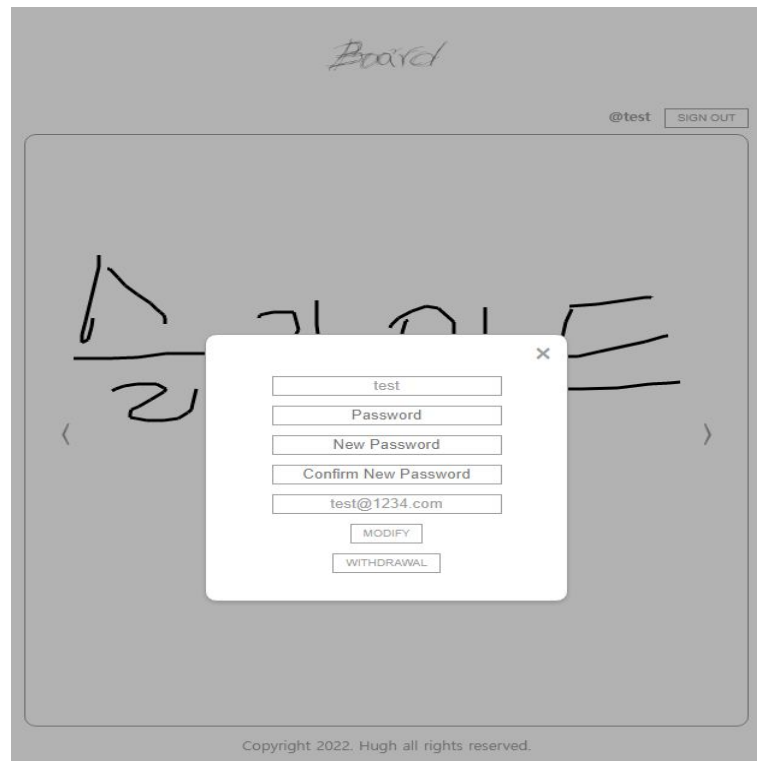 Board
@test SIGN OUT
×
test
Password
New Password
Confirm New Password
test@1234.com
MODIFY
WITHDRAWAL
Copyright 2022. Hugh all rights reserved.